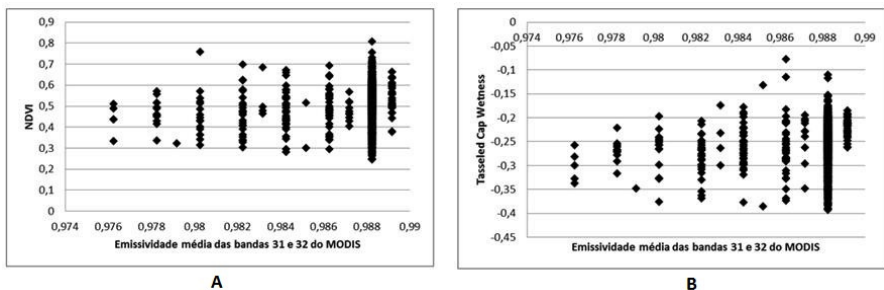 0,9
0,8
0,7
0,6
0,5
0,4
0,3
0,2
0,1
0
NDVI
0,974 0,976 0,978 0,98 0,982 0,984 0,986 0,988 0,99
Emissividade média das bandas 31 e 32 do MODIS
A
0
0,974 0,976 0,978 0,98 0,982 0,984 0,986 0,988 0,99
-0,05
-0,1
-0,15
-0,2
-0,25
-0,3
-0,35
-0,4
-0,45
Tasseled Cap Wetness
Emissividade média das bandas 31 e 32 do MODIS
B